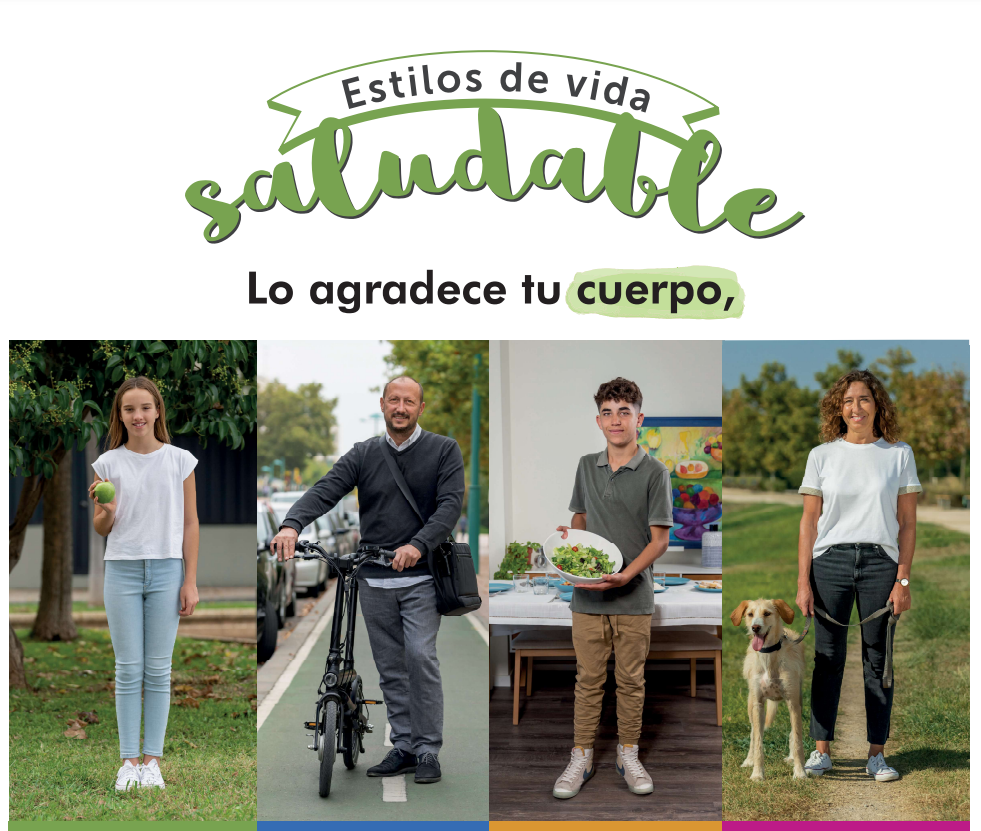 Estilos de vida
saludable
Lo agradece tu cuerpo,